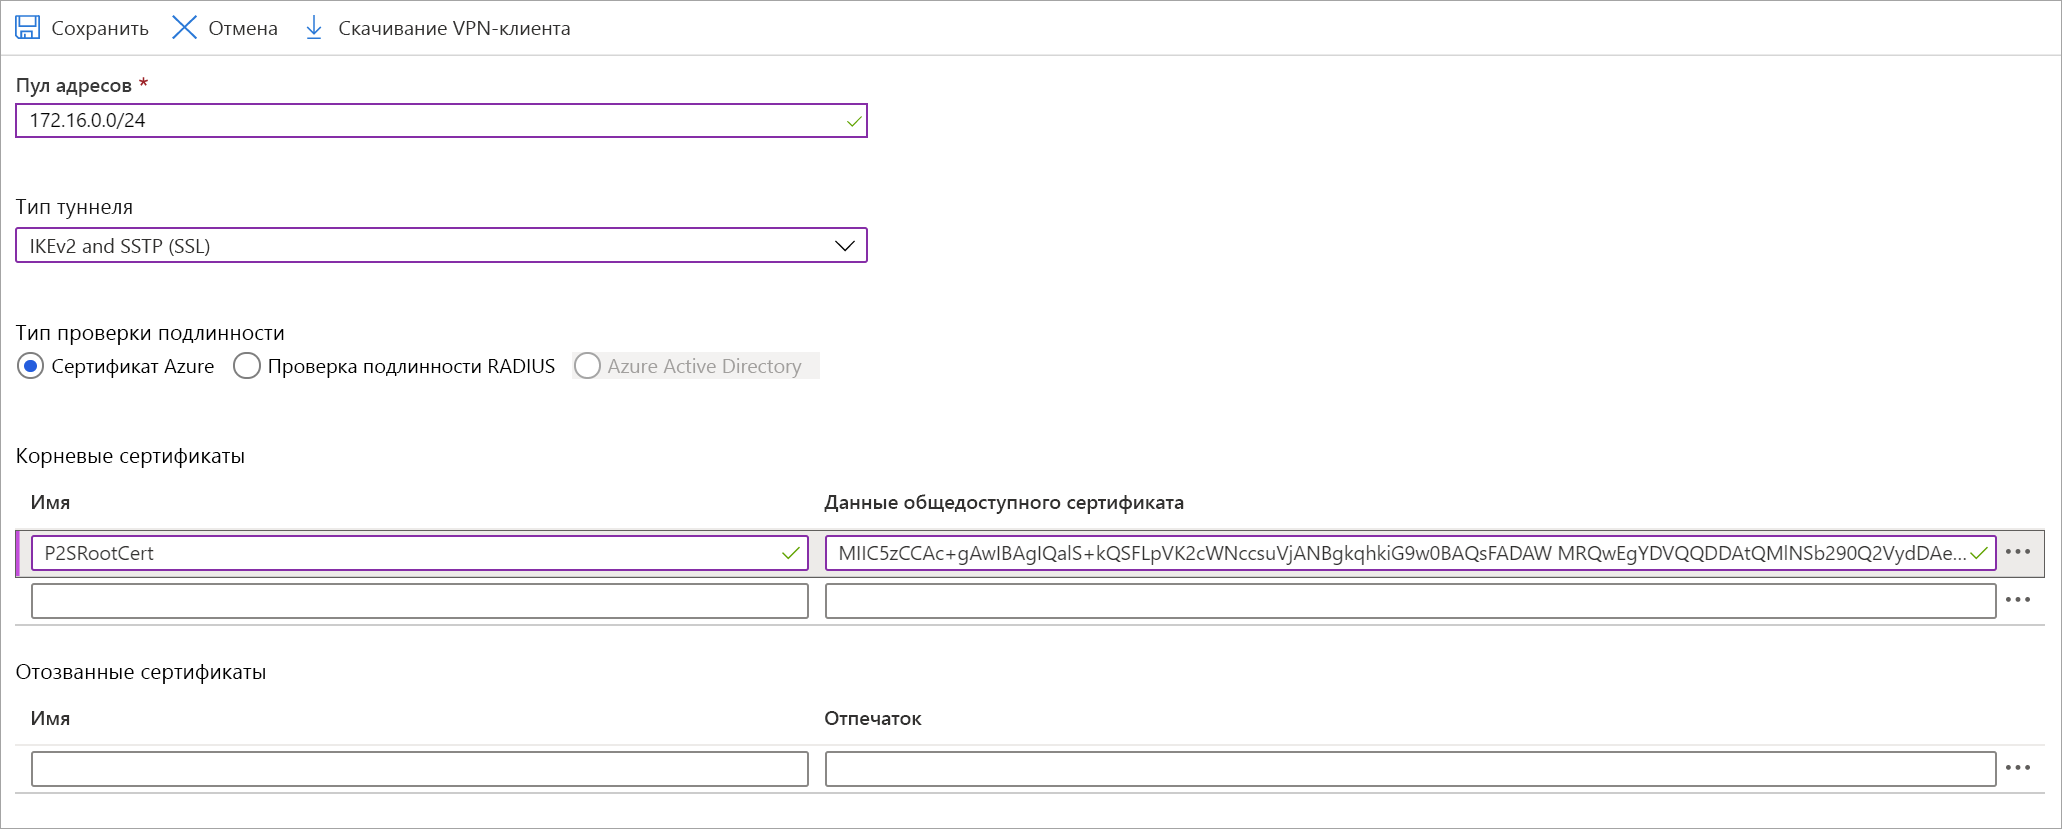 Сохранить Отмена Скачивание VPN-клиента
Пул адресов *
172.16.0.0/24
Тип туннеля
IKEv2 and SSTP (SSL)
Тип проверки подлинности
Сертификат Azure Проверка подлинности RADIUS Azure Active Directory
Корневые сертификаты
Имя Данные общедоступного сертификата
P2SRootCert MIIC5zCCAc+gAwIBAgIQalS+kQSFLpVK2cWNccsuVjANBgkqhkiG9w0BAQsFADAW MRQwEgYDVQQDDAtQMlNSb290Q2VydDAe... •••
•••
Отозванные сертификаты
Имя Отпечаток
•••